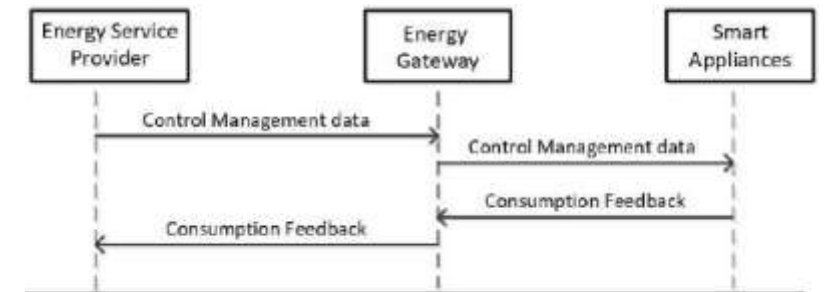 Energy Service
Provider
Energy
Gateway
Smart
Appliances
Control Management data
Control Management data
Consumption Feedback
Consumption Feedback